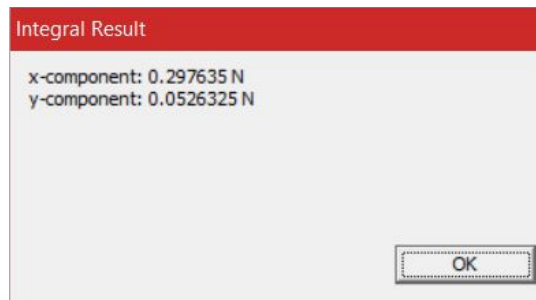 Integral Result
x-component: 0.297635 N
y-component: 0.0526325 N
OK